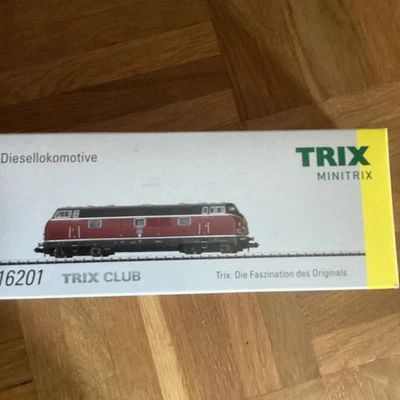 Diesellokomotive
TRIX
MINITRIX
16201
TRIX CLUB
Trix. Die Faszination des Originals.